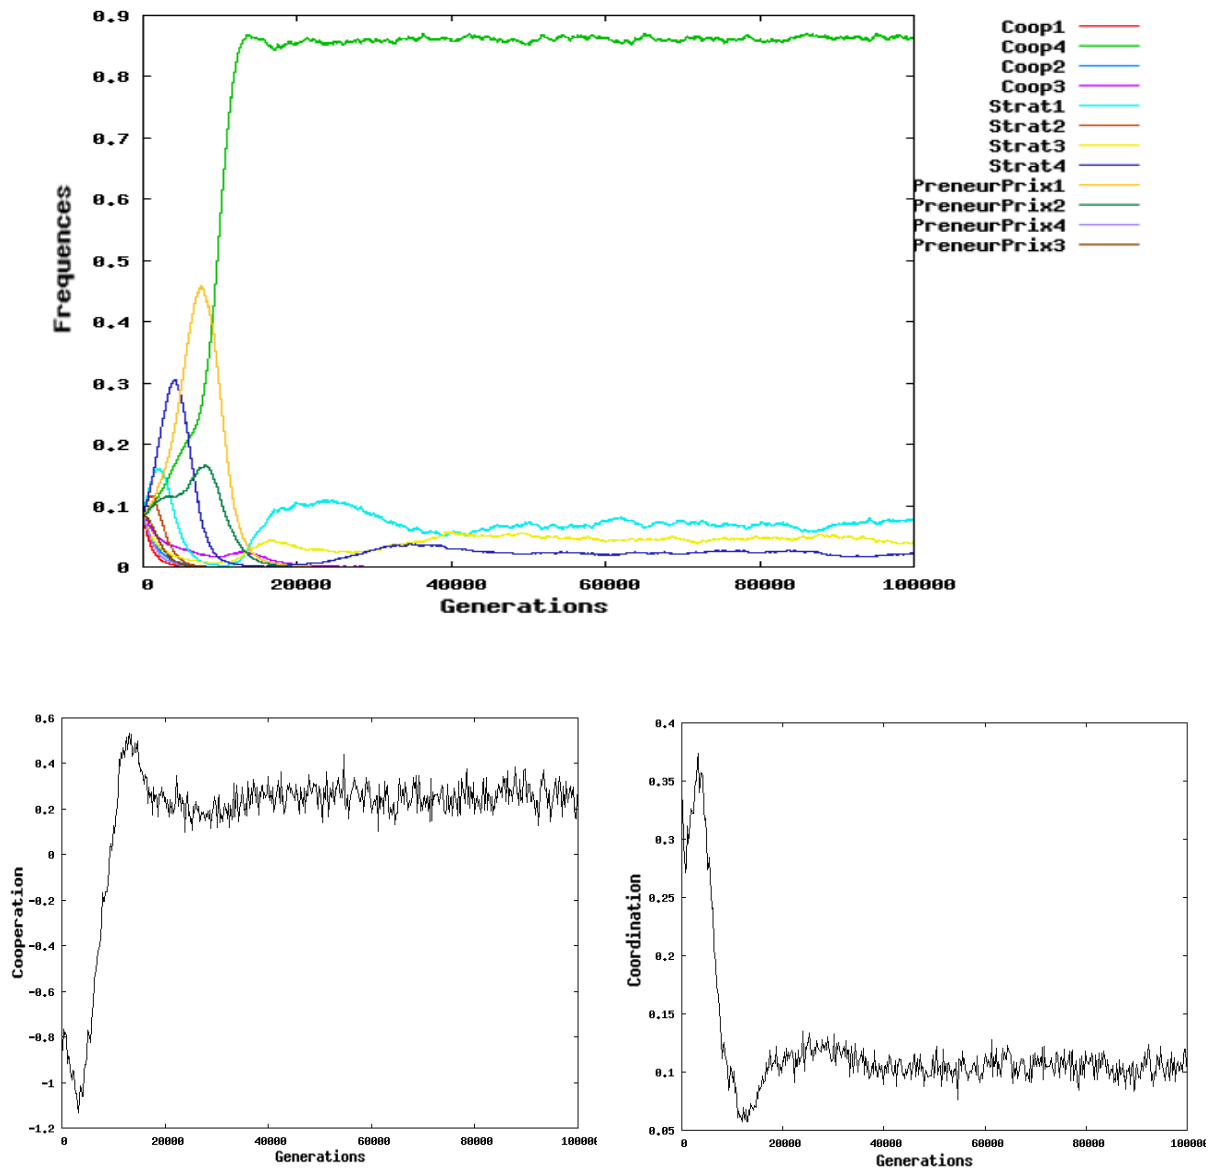 0.9
0.8
0.7
0.6
0.5
0.4
0.3
0.2
0.1
0
Frequences
0 20000 40000 60000 80000 100000
Generations
Coop1
Coop4
Coop2
Coop3
Strat1
Strat2
Strat3
Strat4
PreneurPrix1
PreneurPrix2
PreneurPrix4
PreneurPrix3
0.6
0.4
0.2
0
-0.2
-0.4
-0.6
-0.8
-1
-1.2
Cooperation
0 20000 40000 60000 80000 100000
Generations
0.4
0.35
0.3
0.25
0.2
0.15
0.1
0.05
Coordination
0 20000 40000 60000 80000 100000
Generations